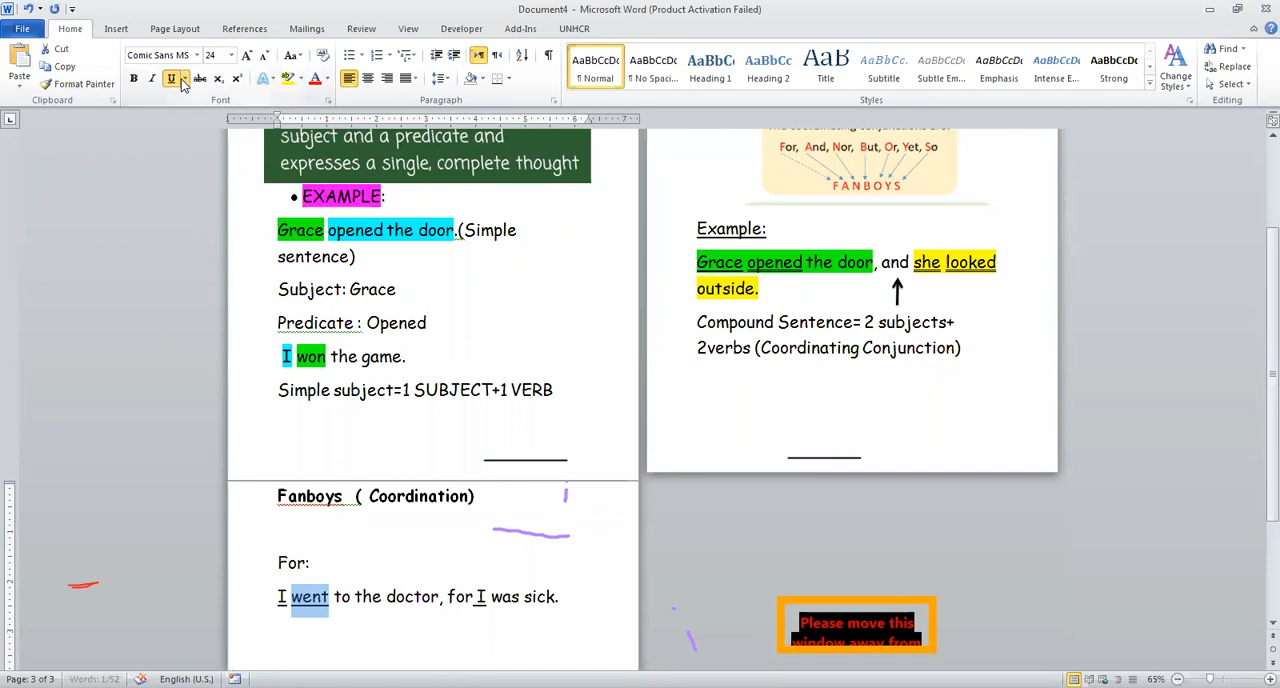 Document4 - Microsoft Word (Product Activation Failed)
File Home Insert Page Layout References Mailings Review View Developer Add-Ins UNHCR
Paste
Cut
Copy
Format Painter
Clipboard
Comic Sans MS 24
Font
Paragraph
AaBbCcDc AaBbCcDc AaBbC AaBbCc AaB AaBbCc. AaBbCcDc AaBbCcDc AaBbCcDc AaBbCcDc
¶ Normal ¶ No Spaci... Heading 1 Heading 2 Title Subtitle Subtle Em... Emphasis Intense E... Strong
Styles
Change
Styles
Find
Replace
Select
Editing
subject and a predicate and
expresses a single, complete thought
• EXAMPLE:
Grace opened the door.(Simple
sentence)
Subject: Grace
Predicate : Opened
I won the game.
Simple subject=1 SUBJECT+1 VERB
Fanboys ( Coordination)
For:
I went to the doctor, for I was sick.
The coordinating conjunctions are:
For, And, Nor, But, Or, Yet, So
F A N B O Y S
Example:
Grace opened the door, and she looked
outside.
Compound Sentence= 2 subjects+
2verbs (Coordinating Conjunction)
Please move this
window away from
Page: 3 of 3 Words: 1/52 English (U.S.) 65%